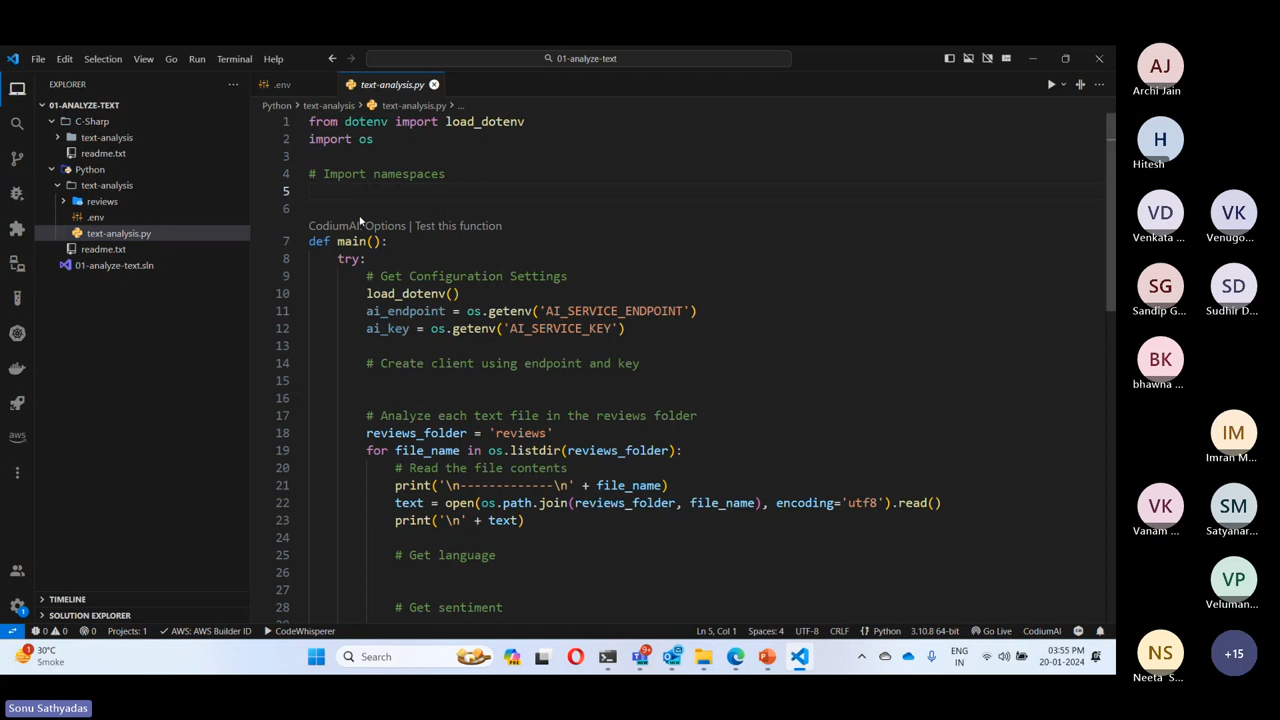 File Edit Selection View Go Run Terminal Help
01-analyze-text
EXPLORER
01-ANALYZE-TEXT
C-Sharp
text-analysis
readme.txt
Python
text-analysis
reviews
.env
text-analysis.py
readme.txt
01-analyze-text.sln
TIMELINE
SOLUTION EXPLORER
aws
.env
text-analysis.py
Python > text-analysis > text-analysis.py > ...
1 from dotenv import load_dotenv
2 import os
3
4 # Import namespaces
5
6
CodiumAI: Options | Test this function
7 def main():
8 try:
9 # Get Configuration Settings
10 load_dotenv()
11 ai_endpoint = os.getenv('AI_SERVICE_ENDPOINT')
12 ai_key = os.getenv('AI_SERVICE_KEY')
13
14 # Create client using endpoint and key
15
16
17 # Analyze each text file in the reviews folder
18 reviews_folder = 'reviews'
19 for file_name in os.listdir(reviews_folder):
20 # Read the file contents
21 print('\n-------------\n' + file_name)
22 text = open(os.path.join(reviews_folder, file_name), encoding='utf8').read()
23 print('\n' + text)
24
25 # Get language
26
27
28 # Get sentiment
0 0 0 Projects: 1 AWS: AWS Builder ID CodeWhisperer
Ln 5, Col 1 Spaces: 4 UTF-8 CRLF Python 3.10.8 64-bit Go Live CodiumAI
1
30°C
Smoke
Search
9+
ENG
IN
03:55 PM
20-01-2024
Sonu Sathyadas
AJ
Archi Jain
H
Hitesh
VD
Venkata ...
VK
Venugo...
SG
Sandip G...
SD
Sudhir D...
BK
bhawna ...
IM
Imran M...
VK
Vanam ...
SM
Satyanar...
VP
Veluman...
NS
Neeta S...
+15